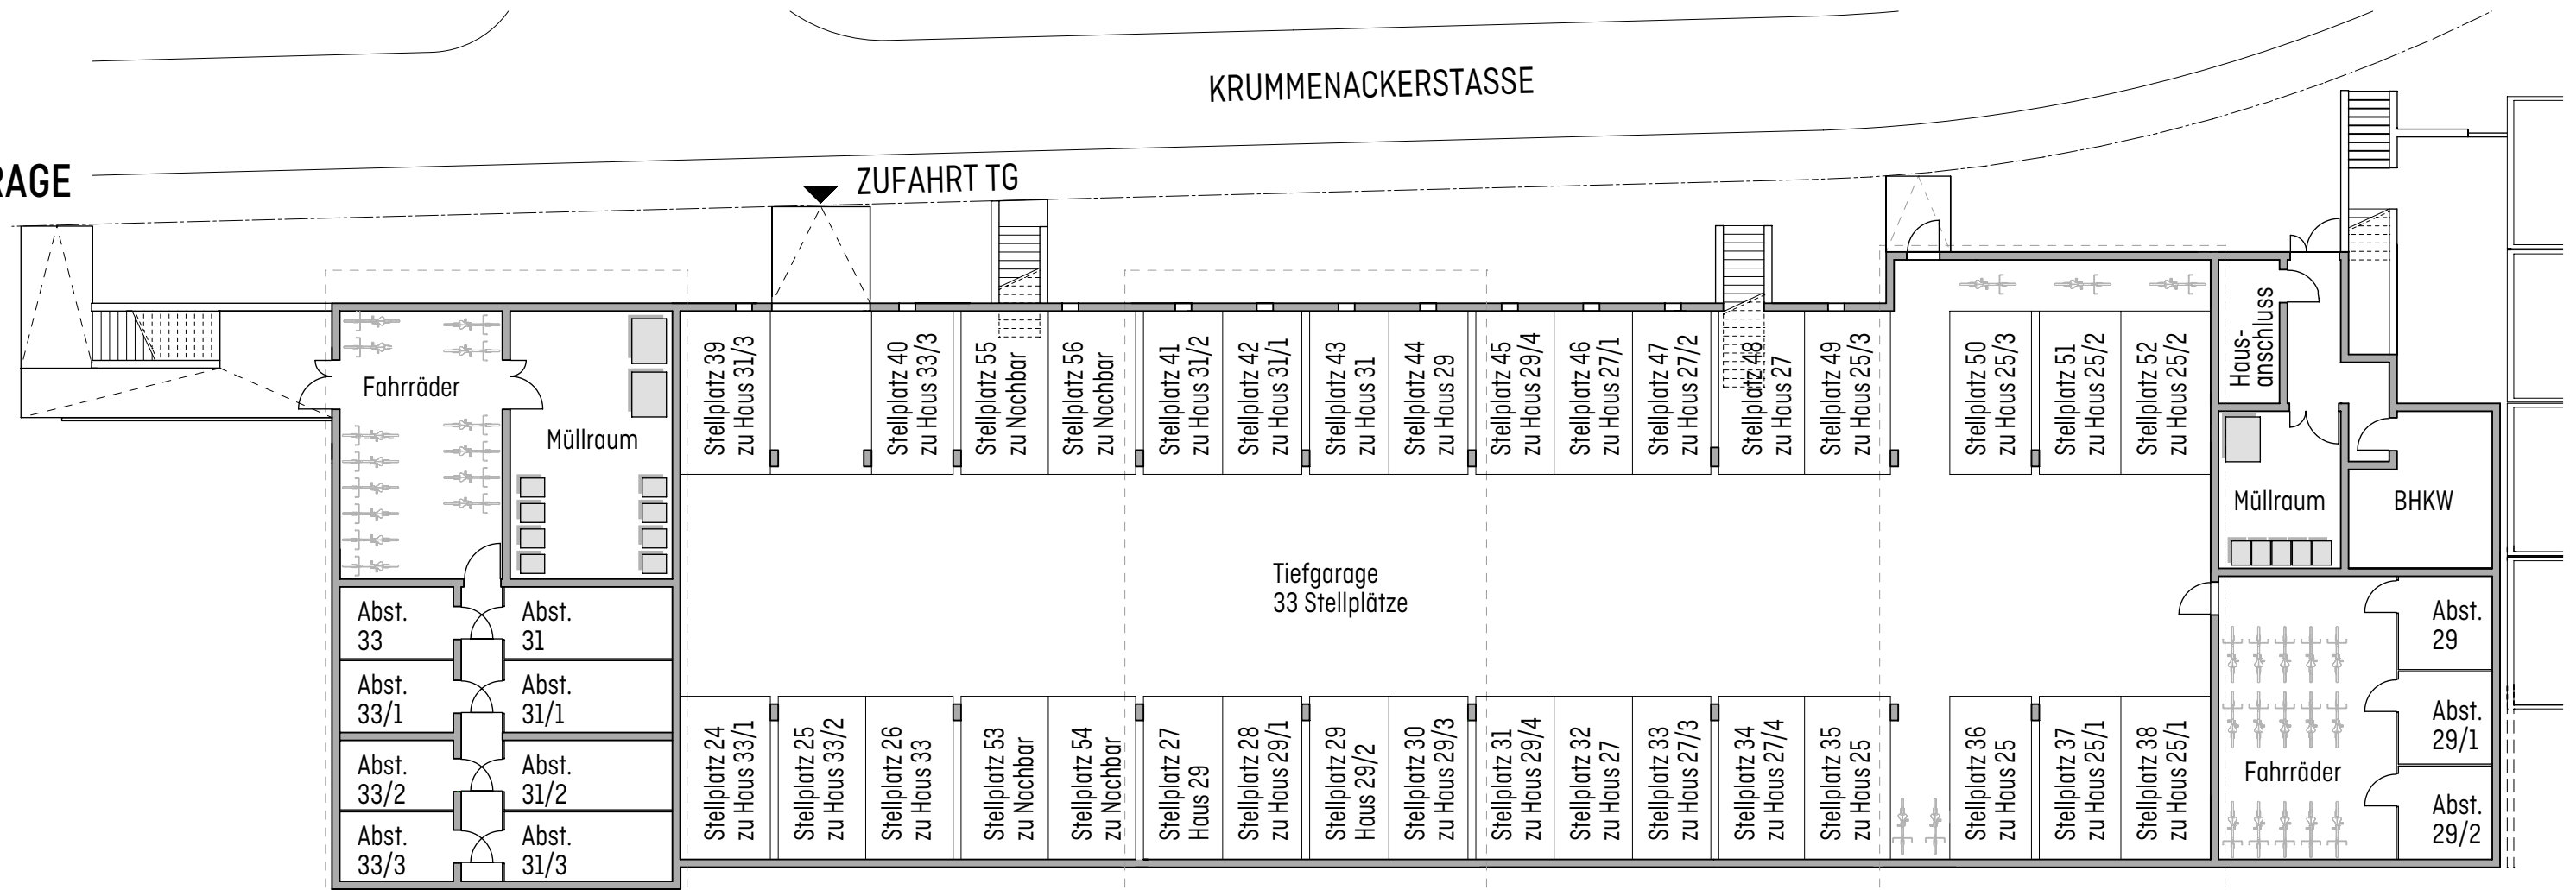 KRUMMENACKERSTASSE
RAGE
ZUFAHRT TG
Fahrräder
Müllraum
Stellplatz 39
zu Haus 31/3
Stellplatz 40
zu Haus 33/3
Stellplatz 55
zu Nachbar
Stellplatz 56
zu Nachbar
Stellplatz 41
zu Haus 31/2
Stellplatz 42
zu Haus 31/1
Stellplatz 43
zu Haus 31
Stellplatz 44
zu Haus 29
Stellplatz 45
zu Haus 29/4
Stellplatz 46
zu Haus 27/1
Stellplatz 47
zu Haus 27/2
Stellplatz 48
zu Haus 27
Stellplatz 49
zu Haus 25/3
Stellplatz 50
zu Haus 25/3
Stellplatz 51
zu Haus 25/2
Stellplatz 52
zu Haus 25/2
Haus-
anschluss
Müllraum
BHKW
Tiefgarage
33 Stellplätze
Abst.
33
Abst.
31
Abst.
33/1
Abst.
31/1
Abst.
33/2
Abst.
31/2
Abst.
33/3
Abst.
31/3
Stellplatz 24
zu Haus 33/1
Stellplatz 25
zu Haus 33/2
Stellplatz 26
zu Haus 33
Stellplatz 53
zu Nachbar
Stellplatz 54
zu Nachbar
Stellplatz 27
Haus 29
Stellplatz 28
zu Haus 29/1
Stellplatz 29
Haus 29/2
Stellplatz 30
zu Haus 29/3
Stellplatz 31
zu Haus 29/4
Stellplatz 32
zu Haus 27
Stellplatz 33
zu Haus 27/3
Stellplatz 34
zu Haus 27/4
Stellplatz 35
zu Haus 25
Stellplatz 36
zu Haus 25
Stellplatz 37
zu Haus 25/1
Stellplatz 38
zu Haus 25/1
Fahrräder
Abst.
29
Abst.
29/1
Abst.
29/2